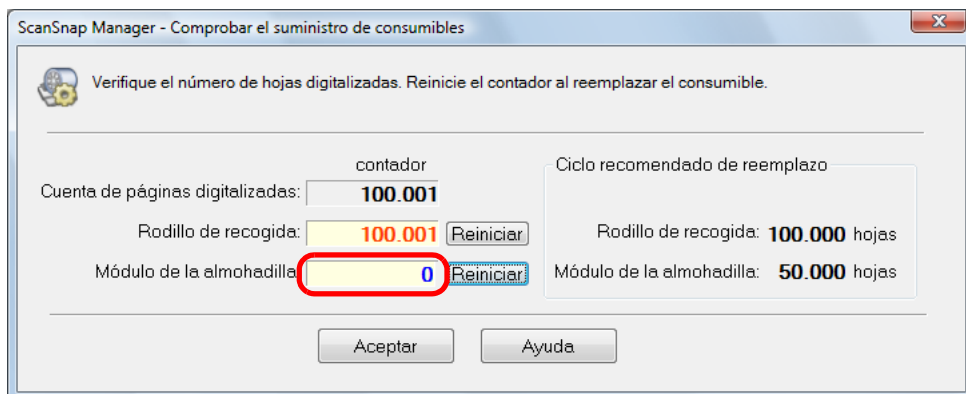 ScanSnap Manager - Comprobar el suministro de consumibles
Verifique el número de hojas digitalizadas. Reinicie el contador al reemplazar el consumible.
contador
Cuenta de páginas digitalizadas: 100.001
Rodillo de recogida: 100.001 Reiniciar
Módulo de la almohadilla 0 Reiniciar
Ciclo recomendado de reemplazo
Rodillo de recogida: 100.000 hojas
Módulo de la almohadilla: 50.000 hojas
Aceptar Ayuda